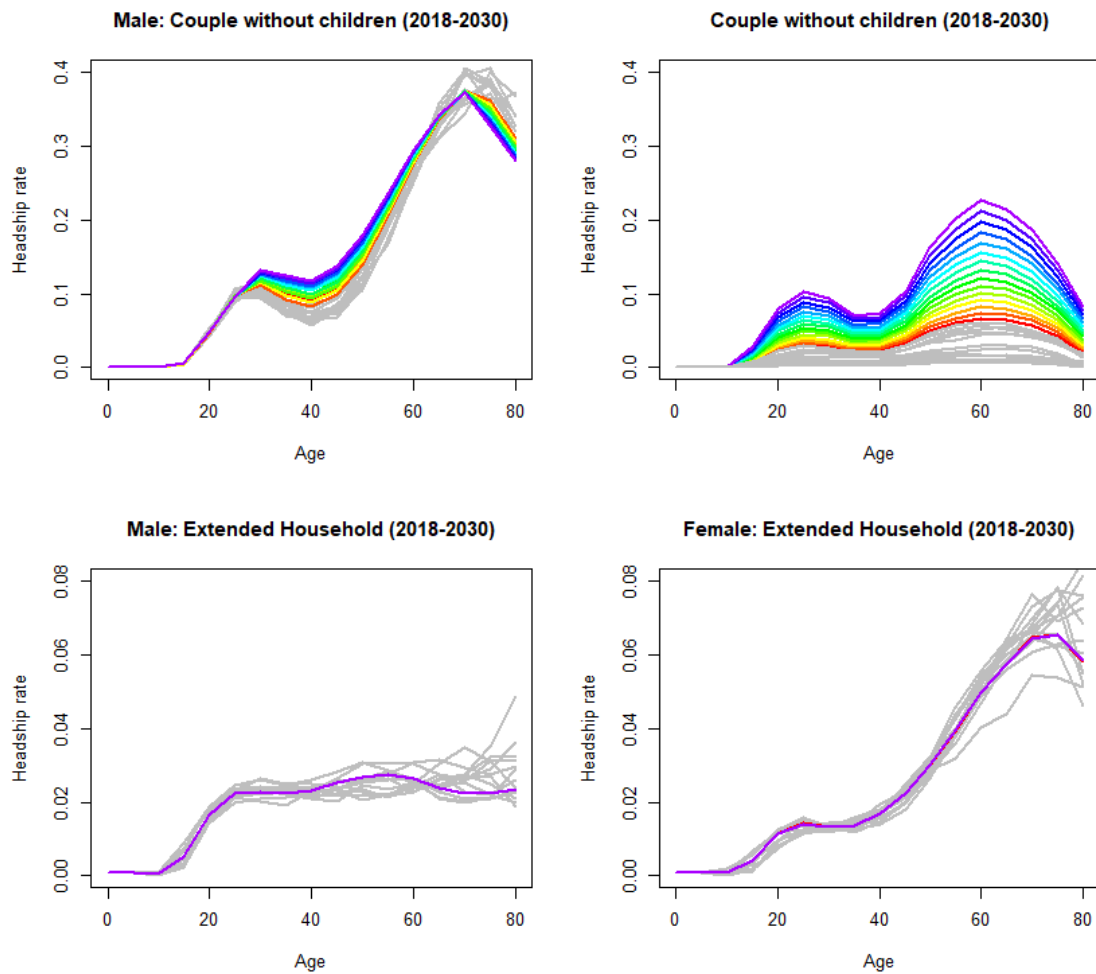 Male: Couple without children (2018-2030)
Headship rate
0.4
0.3
0.2
0.1
0.0
0 20 40 60 80
Age
Couple without children (2018-2030)
Headship rate
0.4
0.3
0.2
0.1
0.0
0 20 40 60 80
Age
Male: Extended Household (2018-2030)
Headship rate
0.08
0.06
0.04
0.02
0.00
0 20 40 60 80
Age
Female: Extended Household (2018-2030)
Headship rate
0.08
0.06
0.04
0.02
0.00
0 20 40 60 80
Age